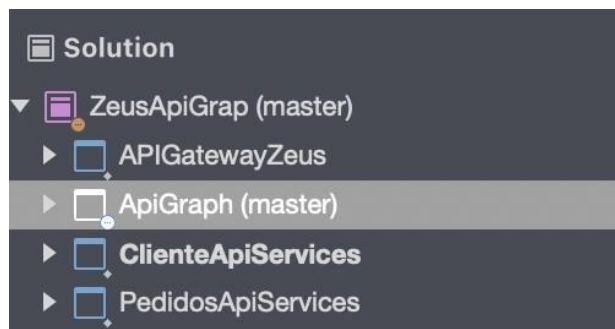 Solution
ZeusApiGrap (master)
APIGatewayZeus
ApiGraph (master)
ClienteApiServices
PedidosApiServices